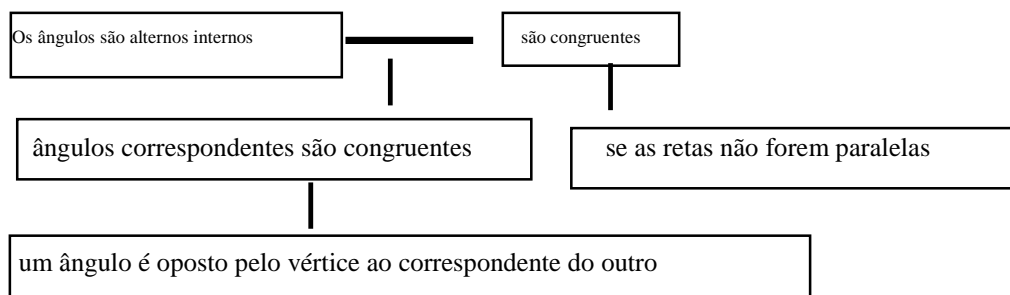 Os ângulos são alternos internos
são congruentes
ângulos correspondentes são congruentes
se as retas não forem paralelas
um ângulo é oposto pelo vértice ao correspondente do outro